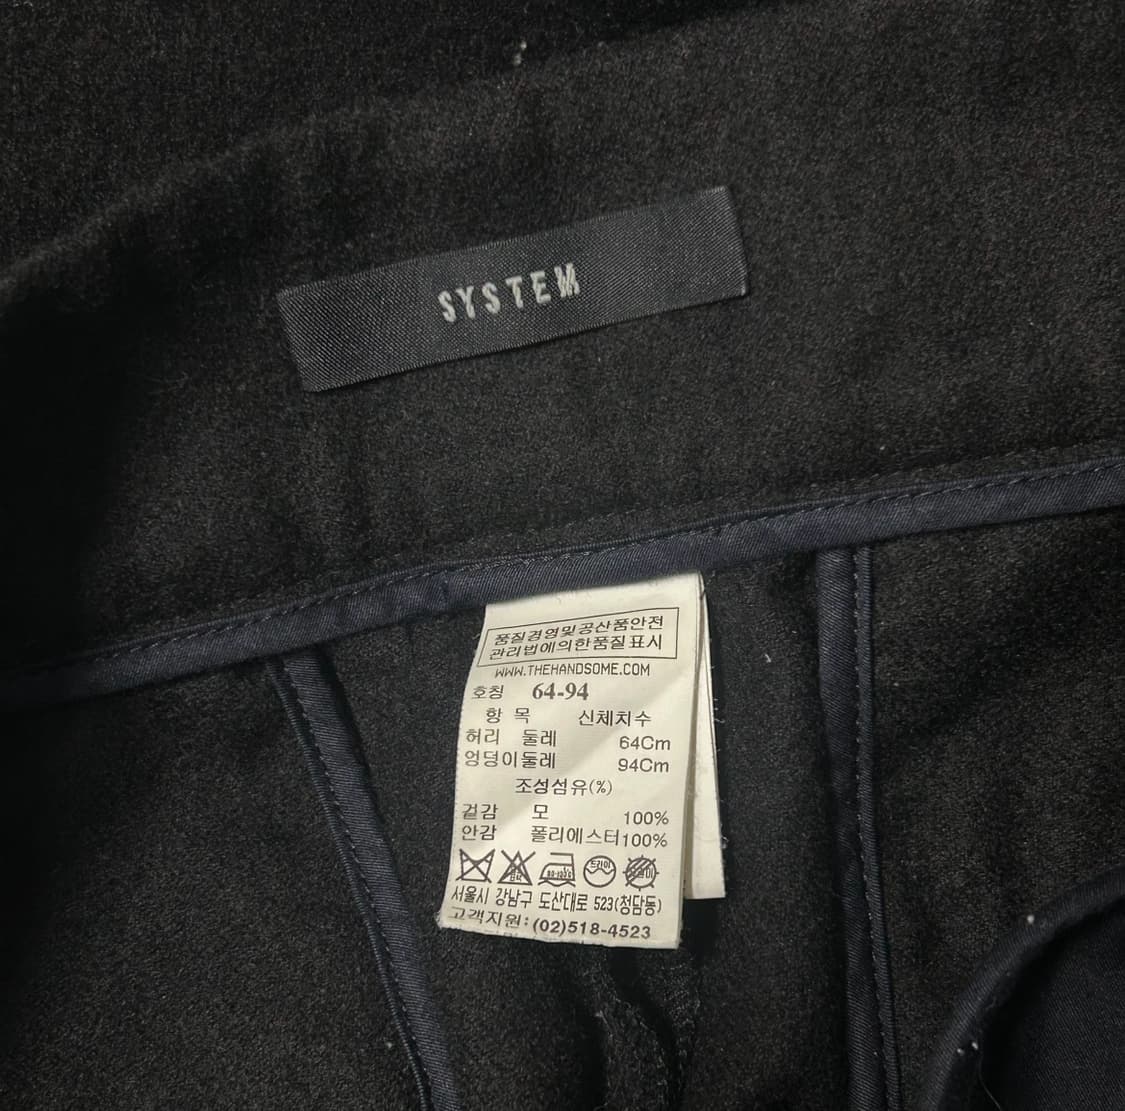 SYSTEM
품질경영및공산품안전
관리법에의한품질표시
WWW.THEHANDSOME.COM
호칭 64-94
항 목 신체치수
허리 둘레 64Cm
엉덩이둘레 94Cm
조성섬유(%)
겉감 모 100%
안감 폴리에스터100%
드라이
서울시 강남구 도산대로 523(청담동)
고객지원:(02)518-4523